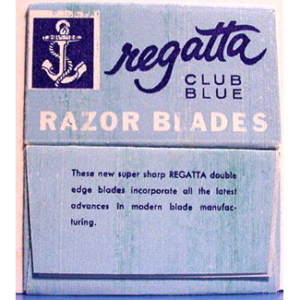 regatta
CLUB
BLUE
RAZOR BLADES
These new super sharp REGATTA double
edge blades incorporate all the latest
advances in modern blade manufac-
turing.